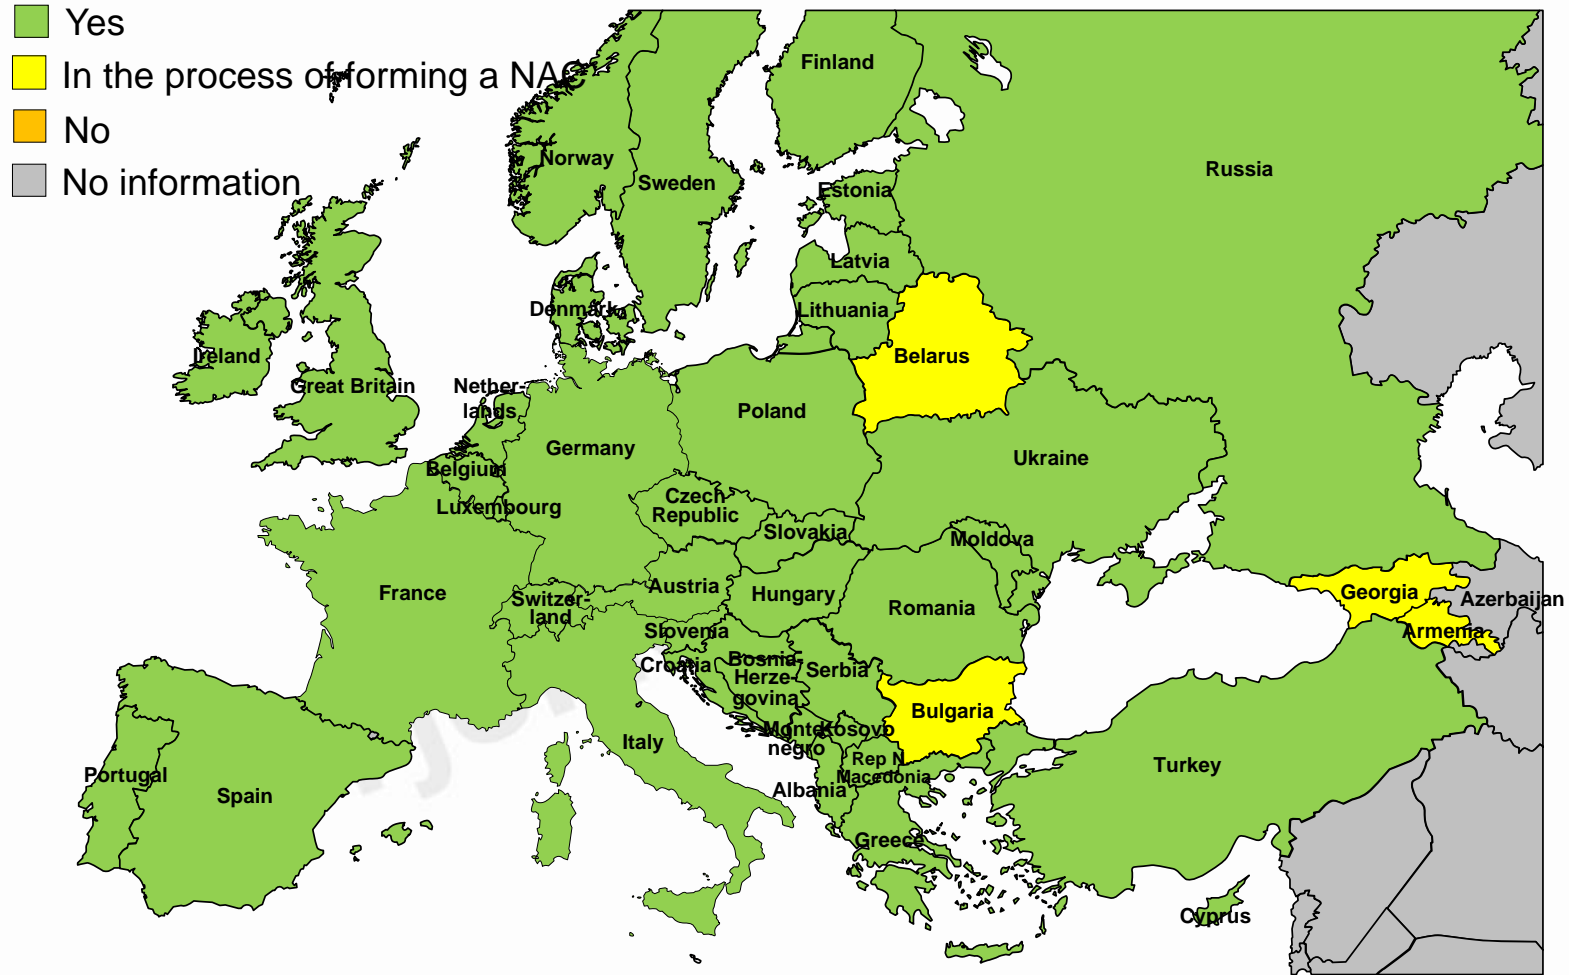 Yes
In the process of forming a NAC
No
No information
Finland
Norway
Sweden
Russia
Estonia
Latvia
Lithuania
Denmark
Ireland
Great Britain
Nether-
lands
Belarus
Poland
Germany
Belgium
Luxembourg
Ukraine
Czech
Republic
Slovakia
Moldova
France
Switzer-
land
Austria
Hungary
Romania
Georgia
Azerbaijan
Armenia
Slovenia
Croatia
Bosnia-
Herze-
govina
Serbia
Bulgaria
Monte-
negro
Kosovo
Italy
Rep N
Macedonia
Albania
Portugal
Spain
Turkey
Greece
Cyprus